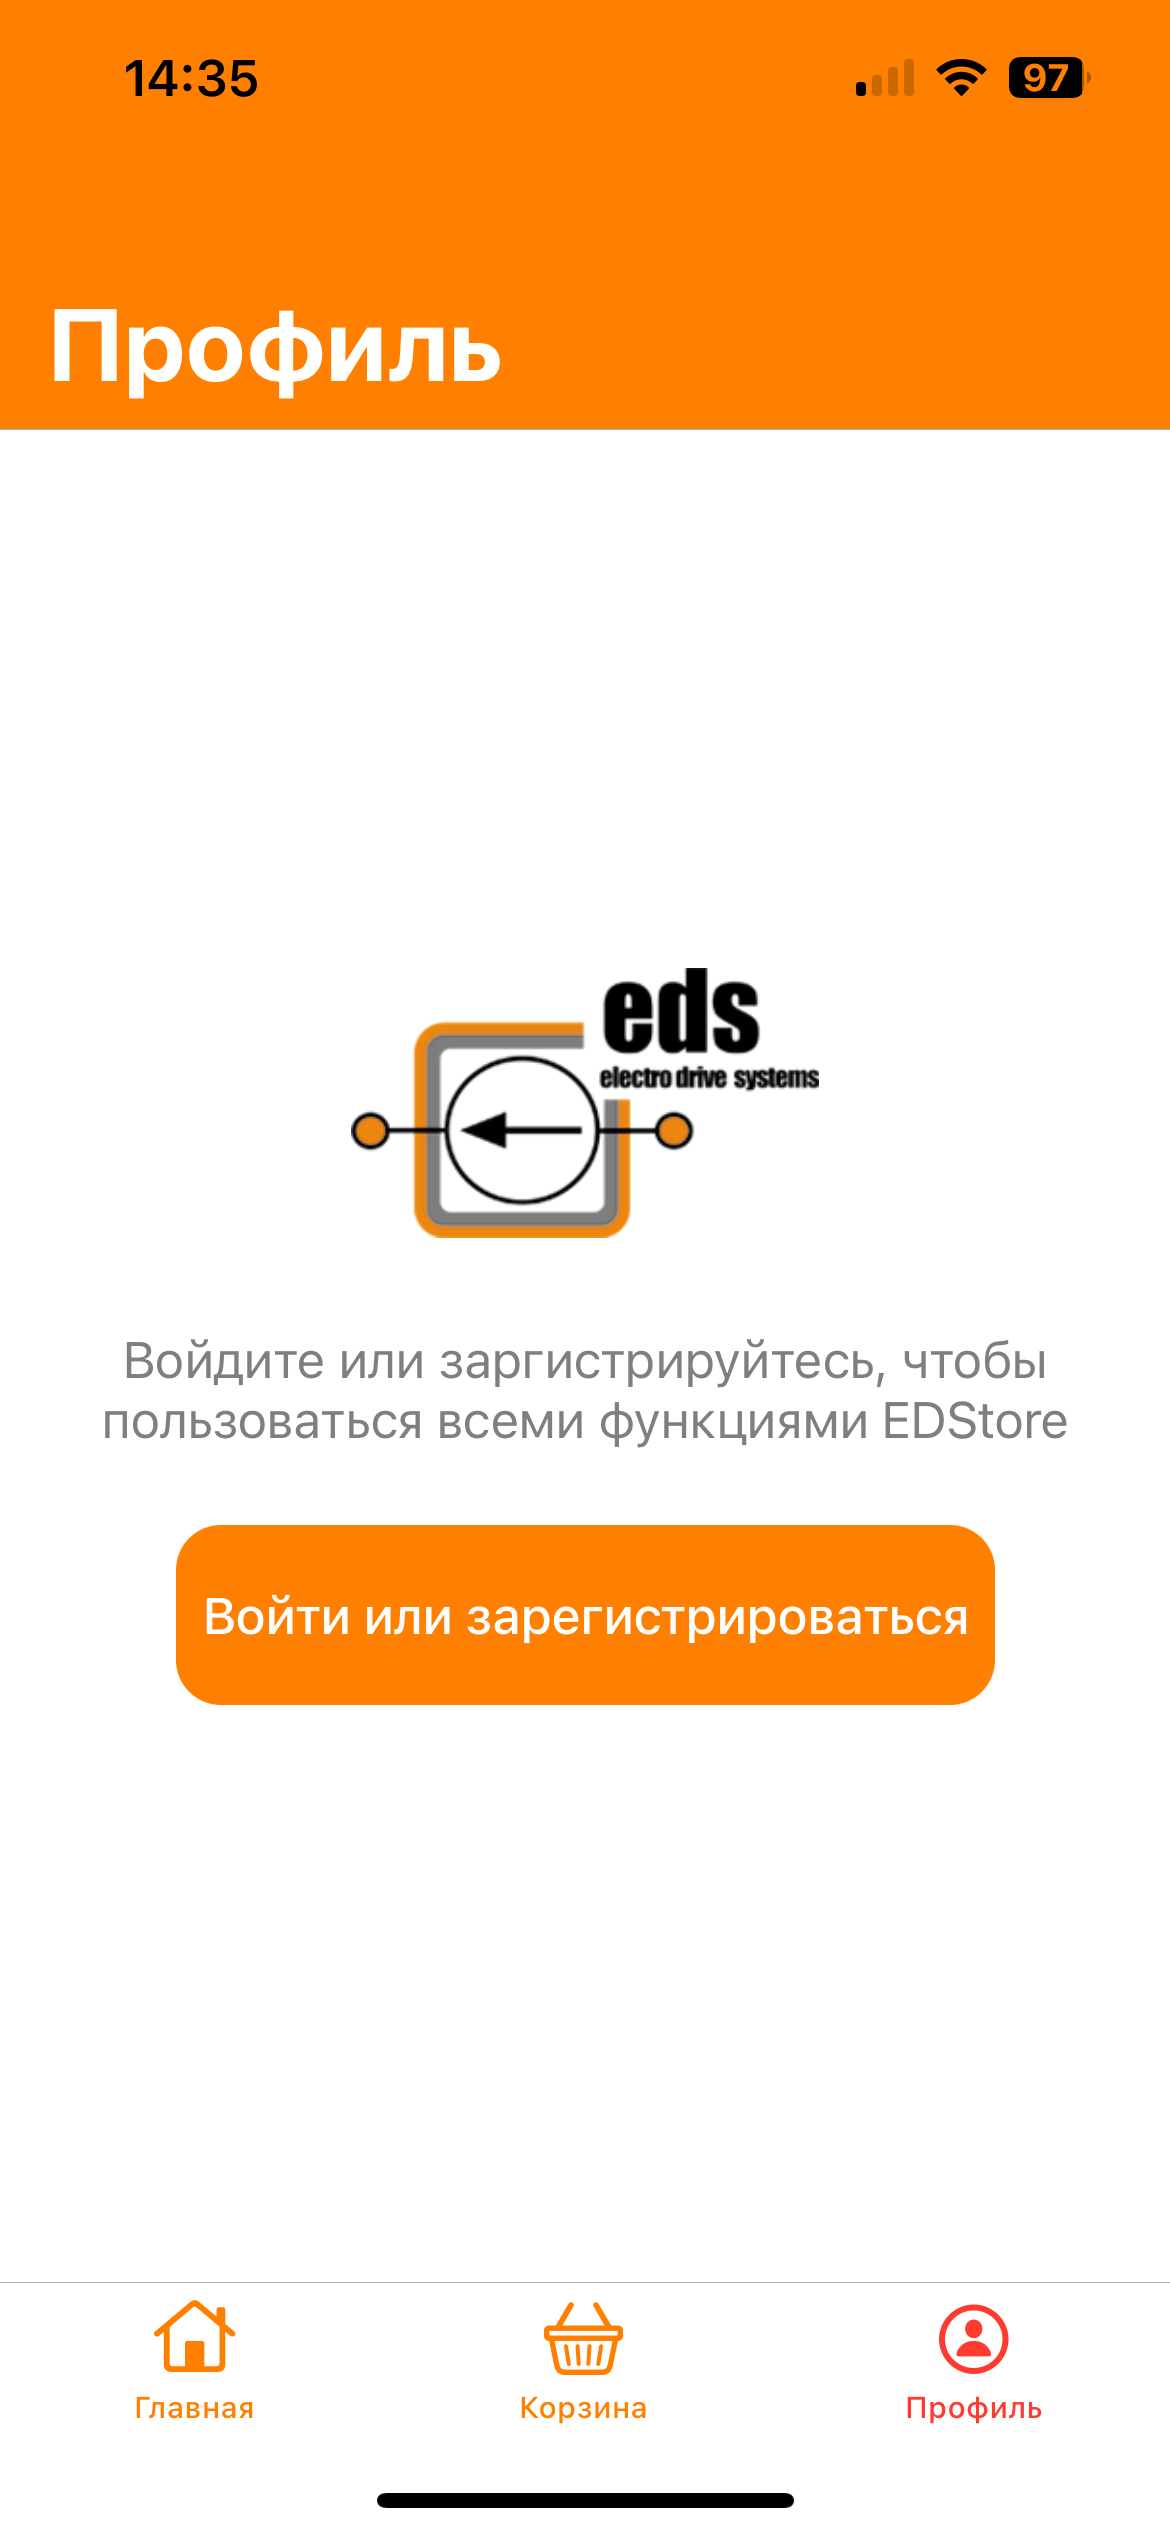 14:35
97
Профиль
eds
electro drive systems
Войдите или заргистрируйтесь, чтобы
пользоваться всеми функциями EDStore
Войти или зарегистрироваться
Главная
Корзина
Профиль